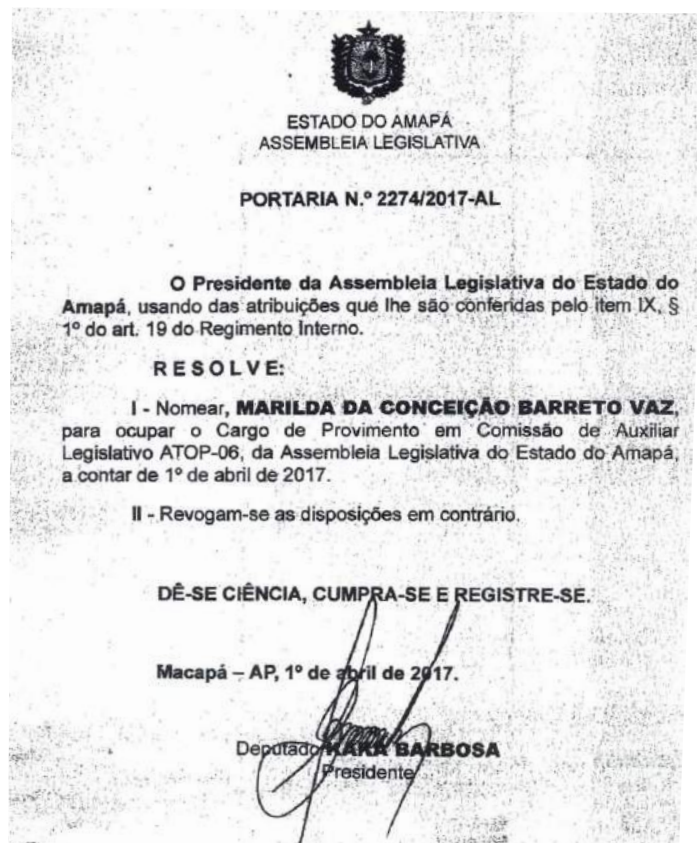 ESTADO DO AMAPÁ
ASSEMBLEIA LEGISLATIVA
PORTARIA N.º 2274/2017-AL
O Presidente da Assembleia Legislativa do Estado do
Amapá, usando das atribuições que lhe são conferidas pelo item IX, §
1º do art. 19 do Regimento Interno.
R E S O L V E:
I - Nomear, MARILDA DA CONCEIÇÃO BARRETO VAZ,
para ocupar o Cargo de Provimento em Comissão de Auxiliar
Legislativo ATOP-06, da Assembleia Legislativa do Estado do Amapá,
a contar de 1º de abril de 2017.
II - Revogam-se as disposições em contrário.
DÊ-SE CIÊNCIA, CUMPRA-SE E REGISTRE-SE.
Macapá – AP, 1º de abril de 2017.
Deputado KAKA BARBOSA
Presidente